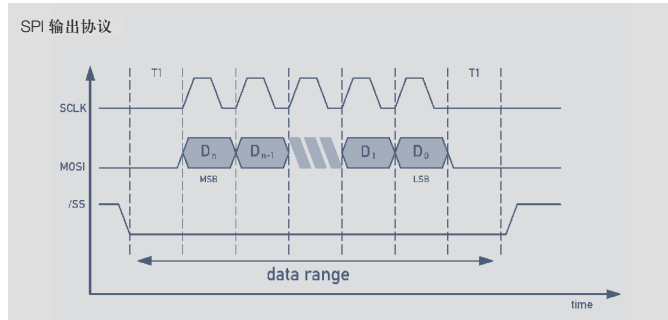 SPI 输出协议
T1
T1
SCLK
MOSI
Dn
Dn-1
D1
D0
MSB
LSB
/SS
data range
time